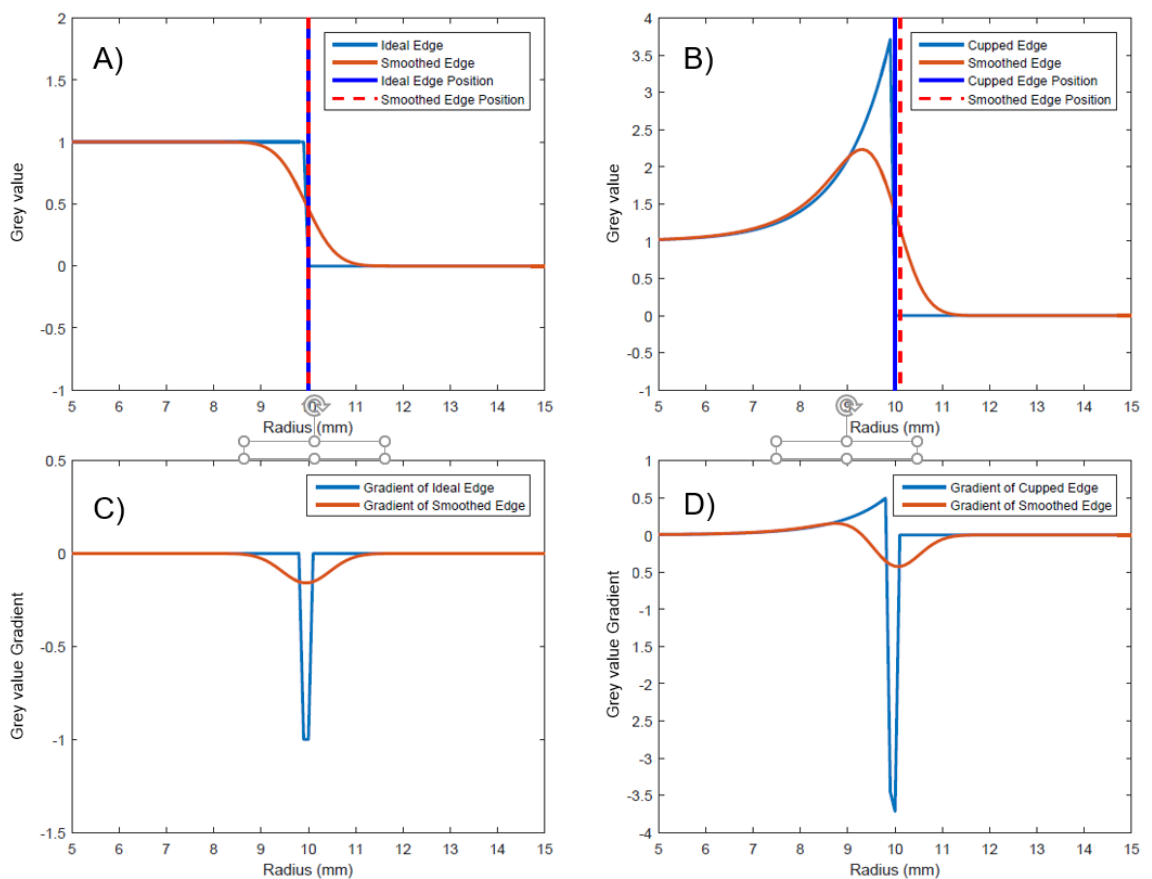 A)
2
1.5
1
0.5
0
-0.5
-1
Grey value
Ideal Edge
Smoothed Edge
Ideal Edge Position
Smoothed Edge Position
5 6 7 8 9 10 11 12 13 14 15
Radius (mm)
B)
4
3.5
3
2.5
2
1.5
1
0.5
0
-0.5
-1
Grey value
Cupped Edge
Smoothed Edge
Cupped Edge Position
Smoothed Edge Position
5 6 7 8 9 10 11 12 13 14 15
Radius (mm)
C)
0.5
0
-0.5
-1
-1.5
Grey value Gradient
Gradient of Ideal Edge
Gradient of Smoothed Edge
5 6 7 8 9 10 11 12 13 14 15
Radius (mm)
D)
1
0.5
0
0.5
-1
1.5
-2
2.5
-3
-3.5
-4
Grey value Gradient
Gradient of Cupped Edge
Gradient of Smoothed Edge
5 6 7 8 9 10 11 12 13 14 15
Radius (mm)